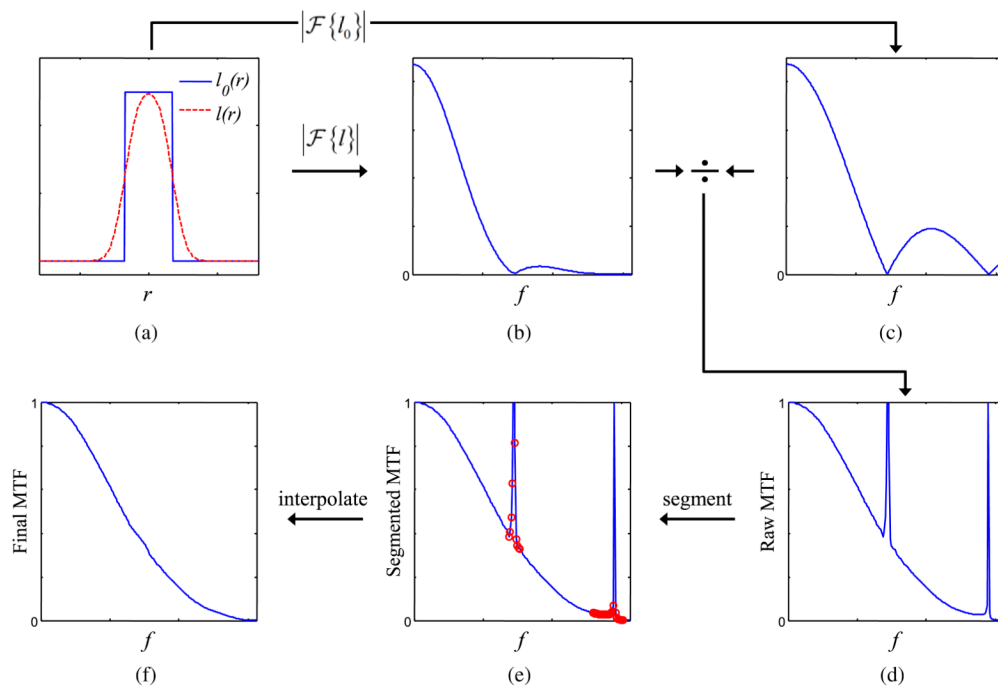 |ℱ{l₀}|
l₀(r)
l(r)
|ℱ{l}|
÷
0
0
r
f
f
(a)
(b)
(c)
1
1
1
Final MTF
interpolate
Segmented MTF
segment
Raw MTF
0
0
0
f
f
f
(f)
(e)
(d)